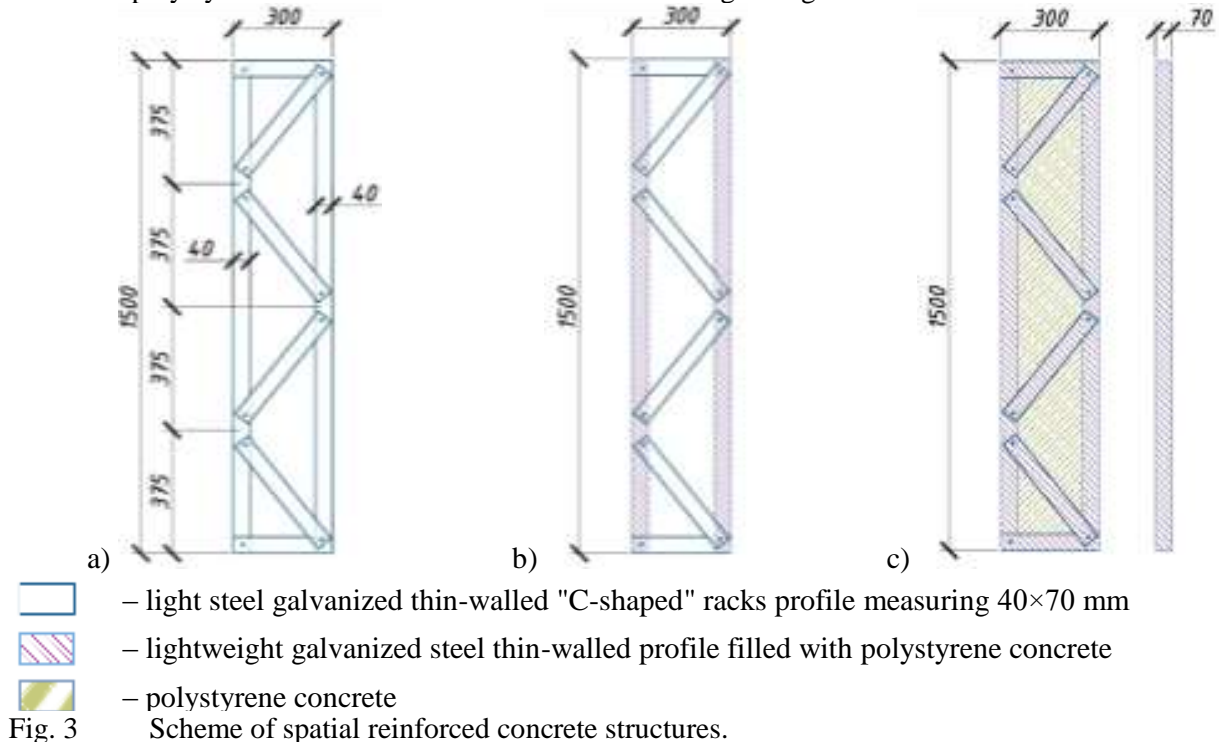 300
300
300
70
375
375
375
375
1500
40
40
1500
1500
a)
b)
c)
– light steel galvanized thin-walled "C-shaped" racks profile measuring 40×70 mm
– lightweight galvanized steel thin-walled profile filled with polystyrene concrete
– polystyrene concrete
Fig. 3 Scheme of spatial reinforced concrete structures.